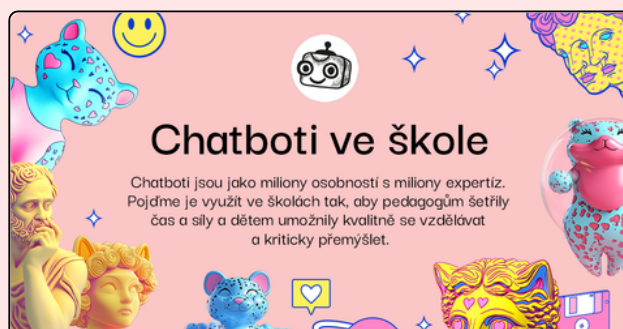 Chatboti ve škole
Chatboti jsou jako miliony osobností s miliony expertíz.
Pojďme je využít ve školách tak, aby pedagogům šetřily
čas a síly a dětem umožnily kvalitně se vzdělávat
a kriticky přemýšlet.